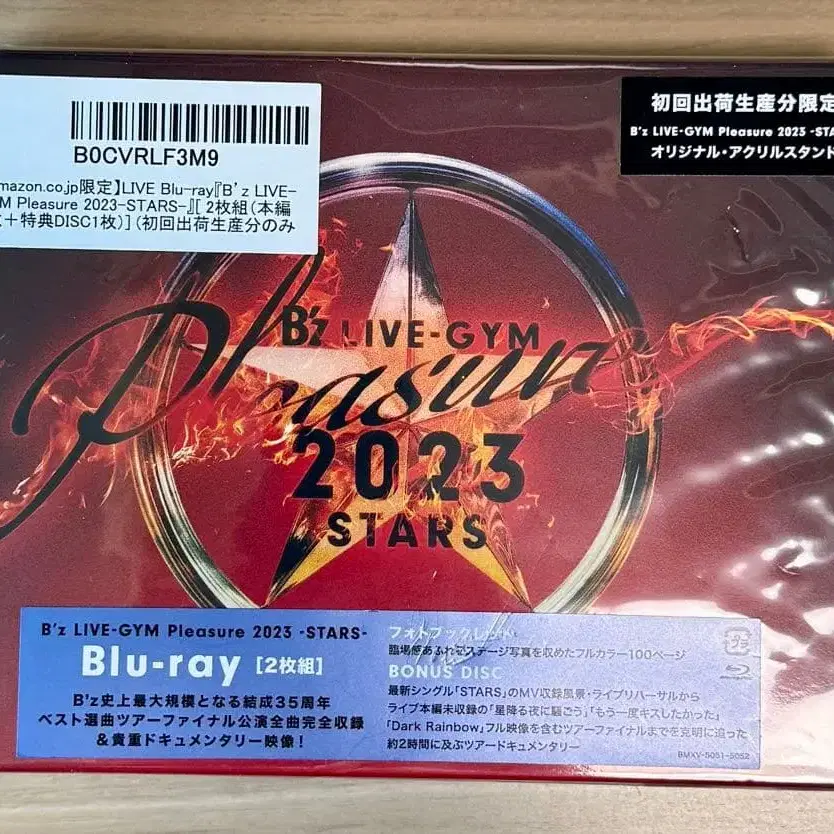 B0CVRLF3M9
mazon.co.jp限定】LIVE Blu-ray『B'z LIVE-
YM Pleasure 2023-STARS-』[ 2枚組(本編
+特典DISC1枚)](初回出荷生産分のみ
初回出荷生産分限定
B'z LIVE-GYM Pleasure 2023 -STA
オリジナル・アクリルスタンド
B'z LIVE-GYM
Pleasure
2023
STARS
B'z LIVE-GYM Pleasure 2023 -STARS-
Blu-ray [2枚組]
B'z史上最大規模となる結成35周年
ベスト選曲ツアーファイナル公演全曲完全収録
&貴重ドキュメンタリー映像!
フォトブックレット
臨場感あふれるステージ写真を収めたフルカラー100ページ
BONUS DISC
最新シングル「STARS」のMV収録風景・ライブリハーサルから
ライブ本編未収録の「星降る夜に騒ごう」「もう一度キスしたかった」
「Dark Rainbow」フル映像を含むツアーファイナルまでを克明に追った
約2時間に及ぶツアードキュメンタリー
BMXV-5051-5052
プラ